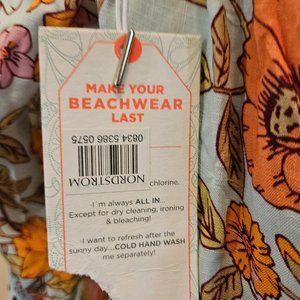 MAKE YOUR
BEACHWEAR
LAST
0834 5386 0575
NORDSTROM
chlorine.
·I´m always ALL IN...
Except for dry cleaning, ironing
& bleaching!
·I want to refresh after the
sunny day...COLD HAND WASH
me separately!